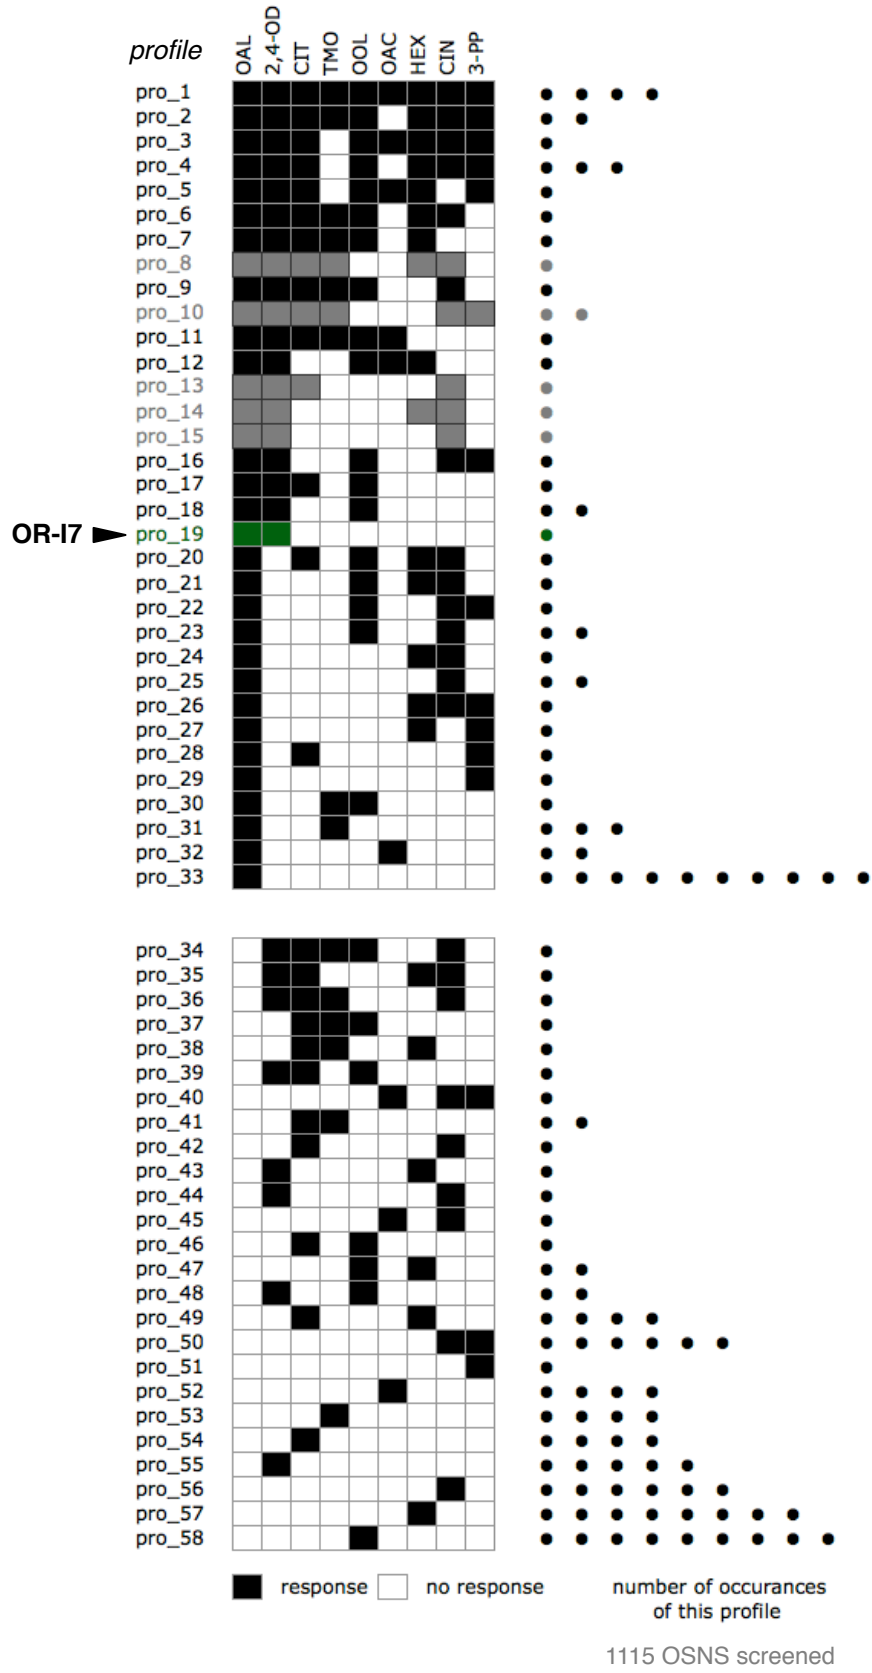 profile OAL 2,4-OD CIT TMO OOL OAC HEX CIN 3-PP
pro_1
pro_2
pro_3
pro_4
pro_5
pro_6
pro_7
pro_8
pro_9
pro_10
pro_11
pro_12
pro_13
pro_14
pro_15
pro_16
pro_17
pro_18
OR-I7 pro_19
pro_20
pro_21
pro_22
pro_23
pro_24
pro_25
pro_26
pro_27
pro_28
pro_29
pro_30
pro_31
pro_32
pro_33
pro_34
pro_35
pro_36
pro_37
pro_38
pro_39
pro_40
pro_41
pro_42
pro_43
pro_44
pro_45
pro_46
pro_47
pro_48
pro_49
pro_50
pro_51
pro_52
pro_53
pro_54
pro_55
pro_56
pro_57
pro_58
response no response number of occurances
of this profile
1115 OSNS screened